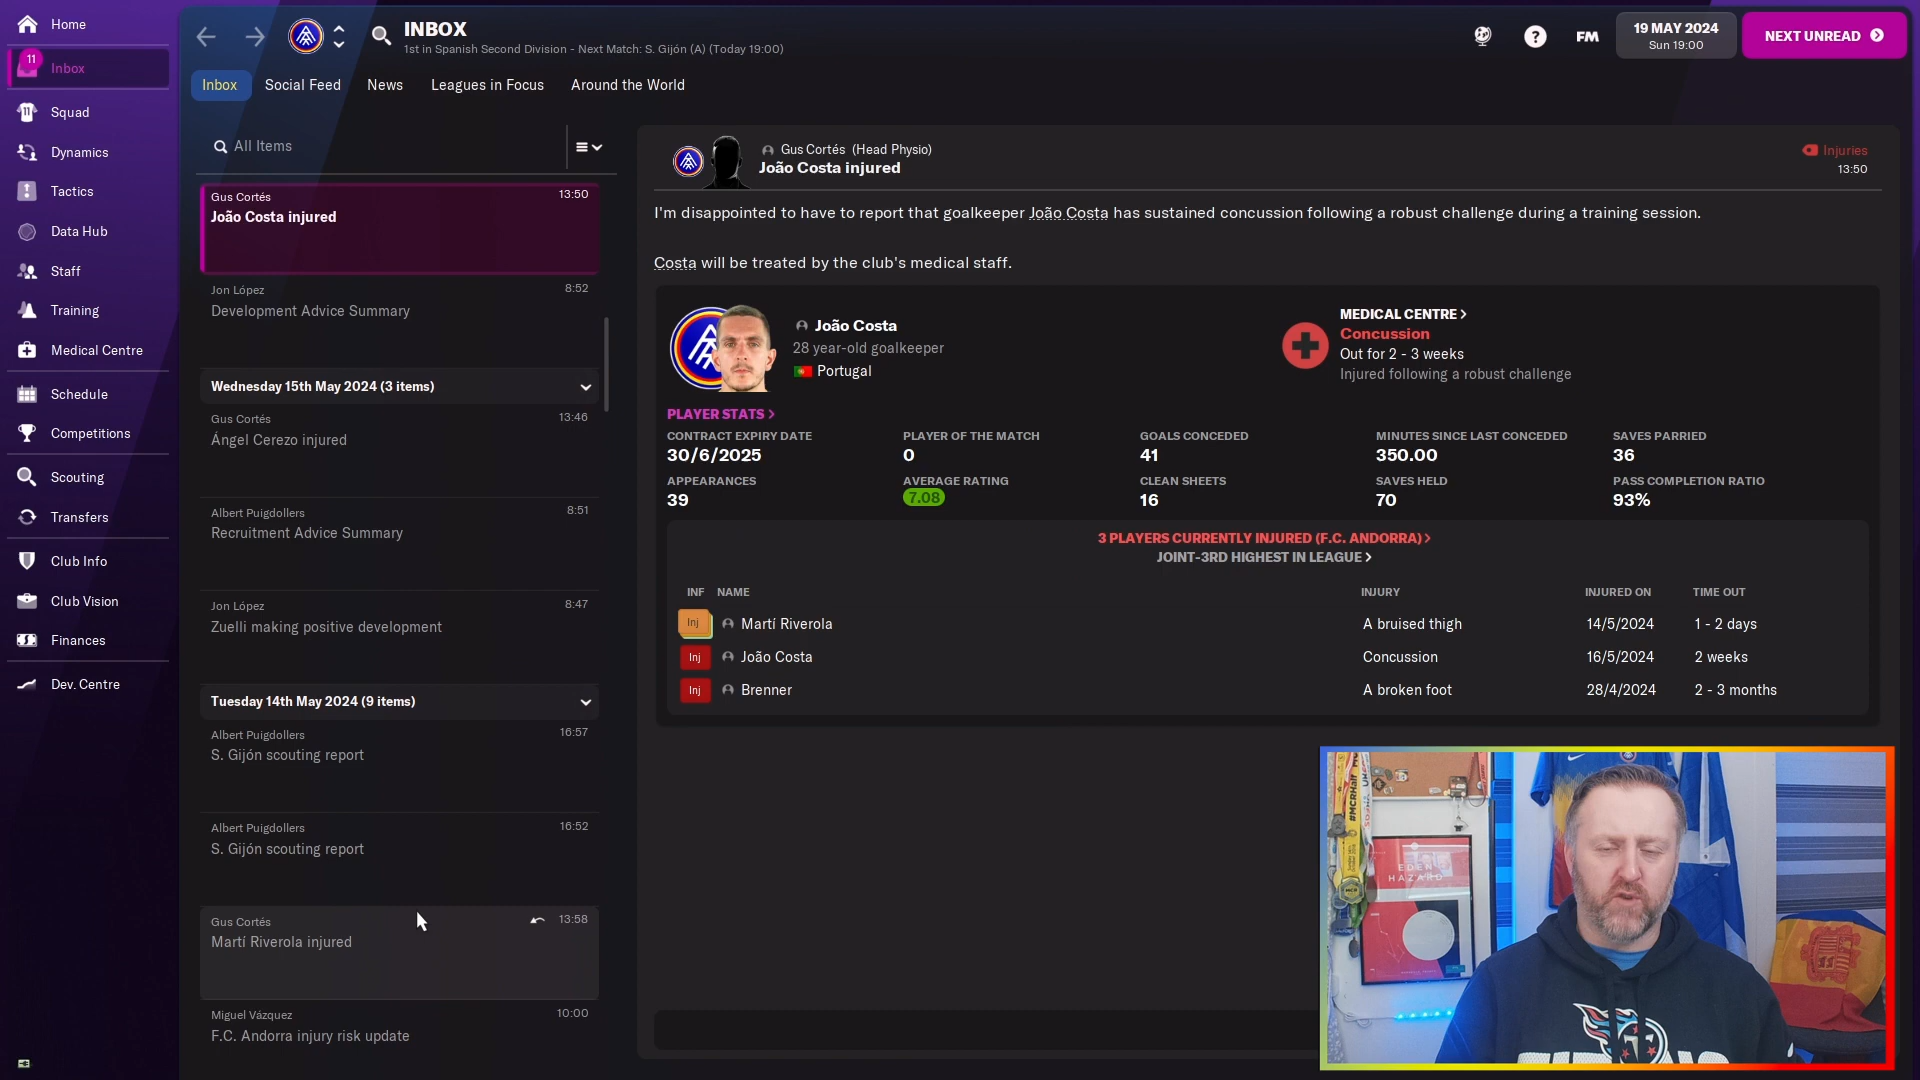 Home
11
Inbox
Squad
Dynamics
Tactics
Data Hub
Staff
Training
Medical Centre
Schedule
Competitions
Scouting
Transfers
Club Info
Club Vision
Finances
Dev. Centre
INBOX
1st in Spanish Second Division - Next Match: S. Gijón (A) (Today 19:00)
FM
19 MAY 2024
Sun 19:00
NEXT UNREAD
Inbox Social Feed News Leagues in Focus Around the World
All Items
Gus Cortés 13:50
João Costa injured
Jon López 8:52
Development Advice Summary
Wednesday 15th May 2024 (3 items)
Gus Cortés 13:46
Ángel Cerezo injured
Albert Puigdollers 8:51
Recruitment Advice Summary
Jon López 8:47
Zuelli making positive development
Tuesday 14th May 2024 (9 items)
Albert Puigdollers 16:57
S. Gijón scouting report
Albert Puigdollers 16:52
S. Gijón scouting report
Gus Cortés 13:58
Martí Riverola injured
Miguel Vázquez 10:00
F.C. Andorra injury risk update
Gus Cortés (Head Physio)
João Costa injured
Injuries
13:50
I'm disappointed to have to report that goalkeeper João Costa has sustained concussion following a robust challenge during a training session.
Costa will be treated by the club's medical staff.
João Costa
28 year-old goalkeeper
Portugal
MEDICAL CENTRE >
Concussion
Out for 2 - 3 weeks
Injured following a robust challenge
PLAYER STATS >
CONTRACT EXPIRY DATE PLAYER OF THE MATCH GOALS CONCEDED MINUTES SINCE LAST CONCEDED SAVES PARRIED
30/6/2025 0 41 350.00 36
APPEARANCES AVERAGE RATING CLEAN SHEETS SAVES HELD PASS COMPLETION RATIO
39 7.08 16 70 93%
3 PLAYERS CURRENTLY INJURED (F.C. ANDORRA) >
JOINT-3RD HIGHEST IN LEAGUE >
INF NAME INJURY INJURED ON TIME OUT
Inj Martí Riverola A bruised thigh 14/5/2024 1 - 2 days
Inj João Costa Concussion 16/5/2024 2 weeks
Inj Brenner A broken foot 28/4/2024 2 - 3 months
#MCRHalf
EDEN
HAZARD